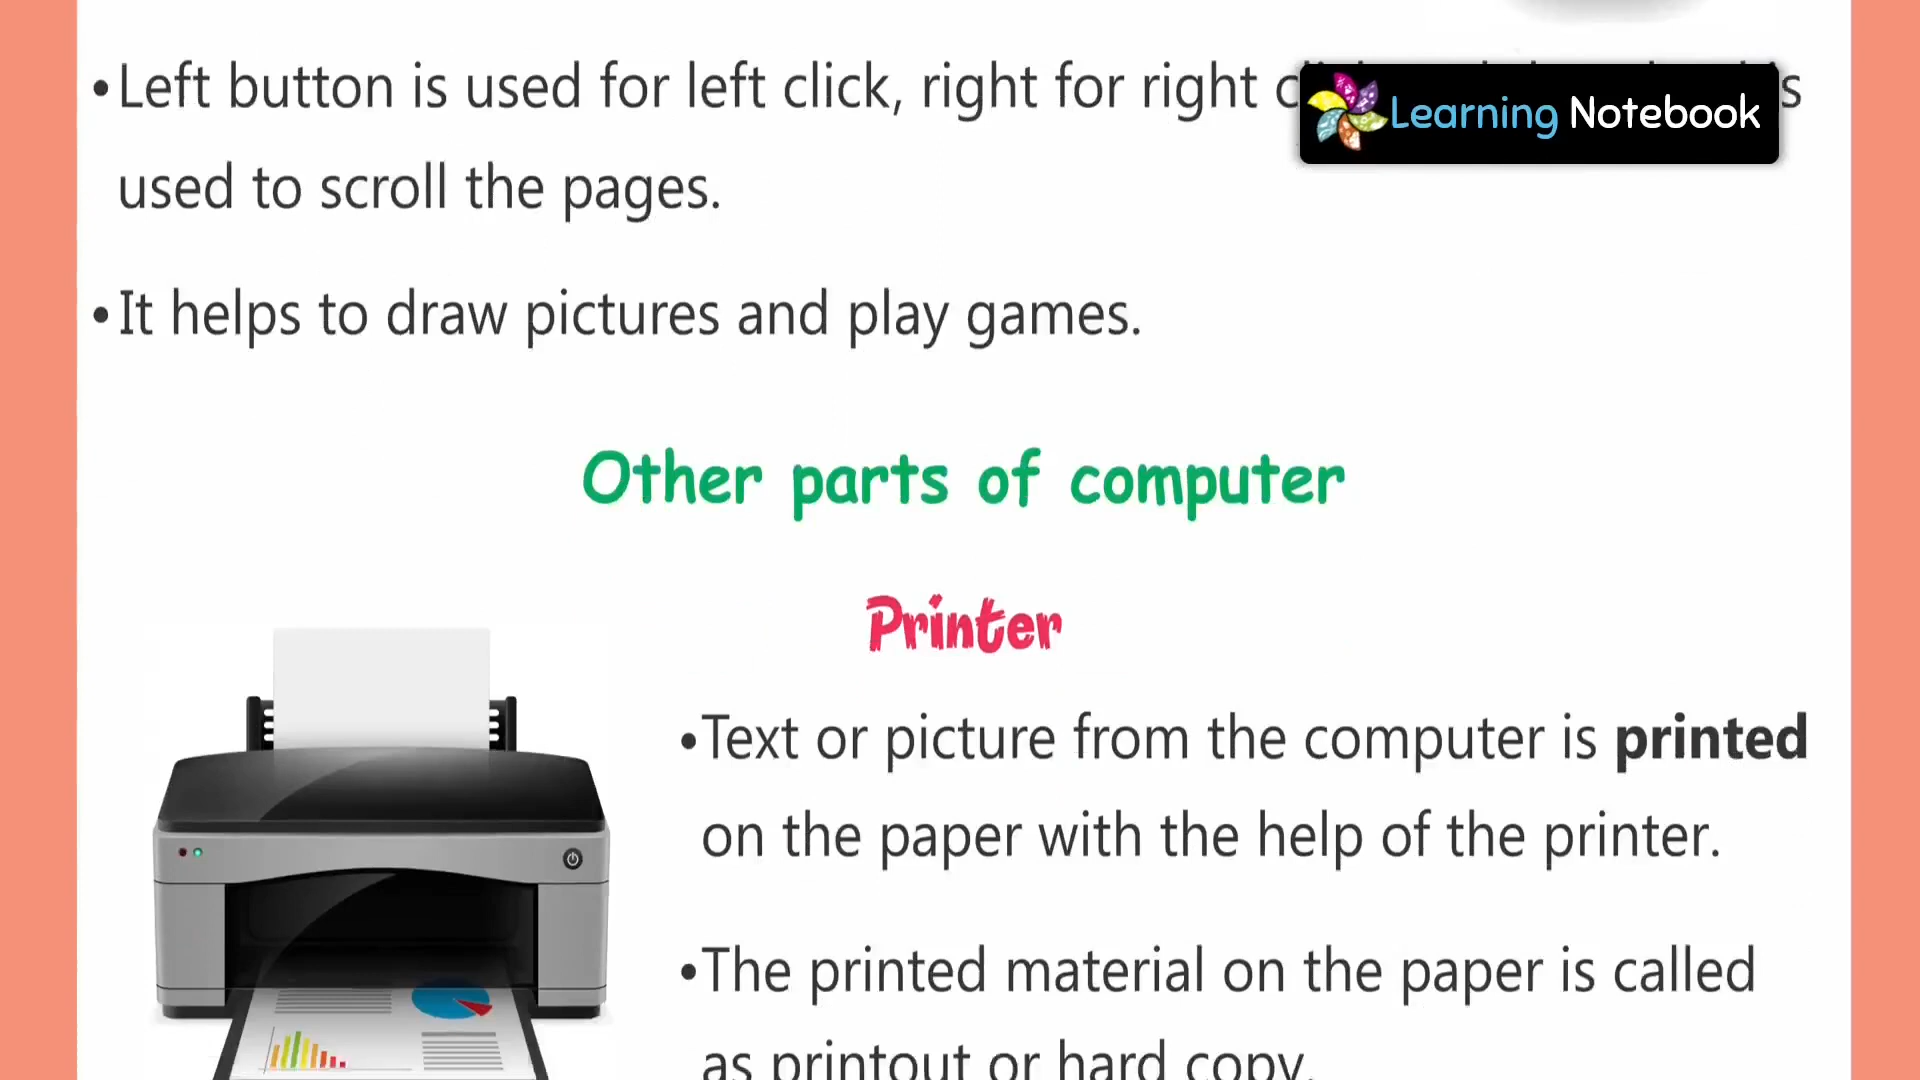 •Left button is used for left click, right for right
used to scroll the pages.
Learning Notebook
•It helps to draw pictures and play games.
Other parts of computer
Printer
•Text or picture from the computer is printed
on the paper with the help of the printer.
•The printed material on the paper is called
as printout or hard copy.